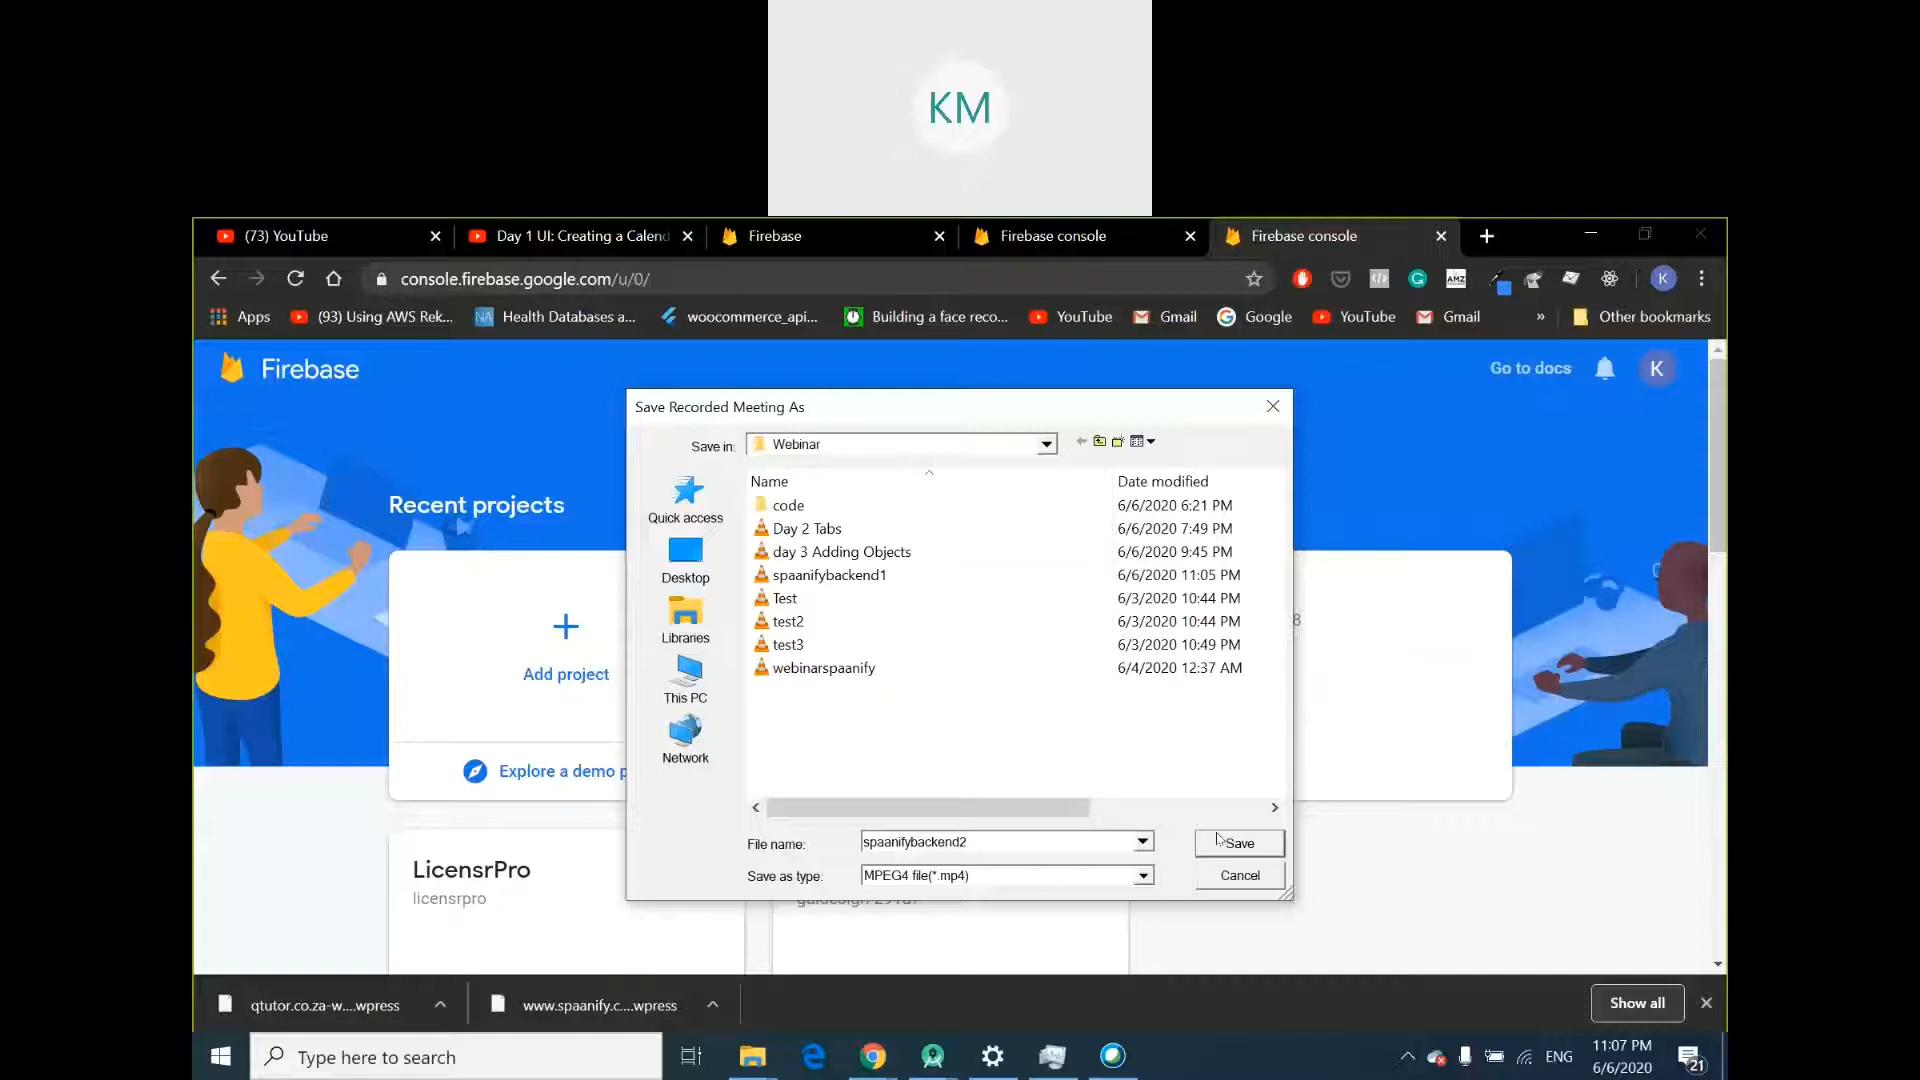 KM
(73) YouTube
Day 1 UI: Creating a Calend
Firebase
Firebase console
Firebase console
console.firebase.google.com/u/0/
AMZ
K
Apps
(93) Using AWS Rek...
NA
Health Databases a...
woocommerce_api...
Building a face reco...
YouTube
Gmail
Google
YouTube
Gmail
»
Other bookmarks
Firebase
Go to docs
K
Recent projects
Add project
Explore a demo p
8
LicensrPro
licensrpro
Save Recorded Meeting As
Save in:
Webinar
Quick access
Desktop
Libraries
This PC
Network
Name Date modified
code 6/6/2020 6:21 PM
Day 2 Tabs 6/6/2020 7:49 PM
day 3 Adding Objects 6/6/2020 9:45 PM
spaanifybackend1 6/6/2020 11:05 PM
Test 6/3/2020 10:44 PM
test2 6/3/2020 10:44 PM
test3 6/3/2020 10:49 PM
webinarspaanify 6/4/2020 12:37 AM
File name: spaanifybackend2 Save
Save as type: MPEG4 file(*.mp4) Cancel
qtutor.co.za-w....wpress
www.spaanify.c....wpress
Show all
Type here to search
ENG
11:07 PM
6/6/2020
21